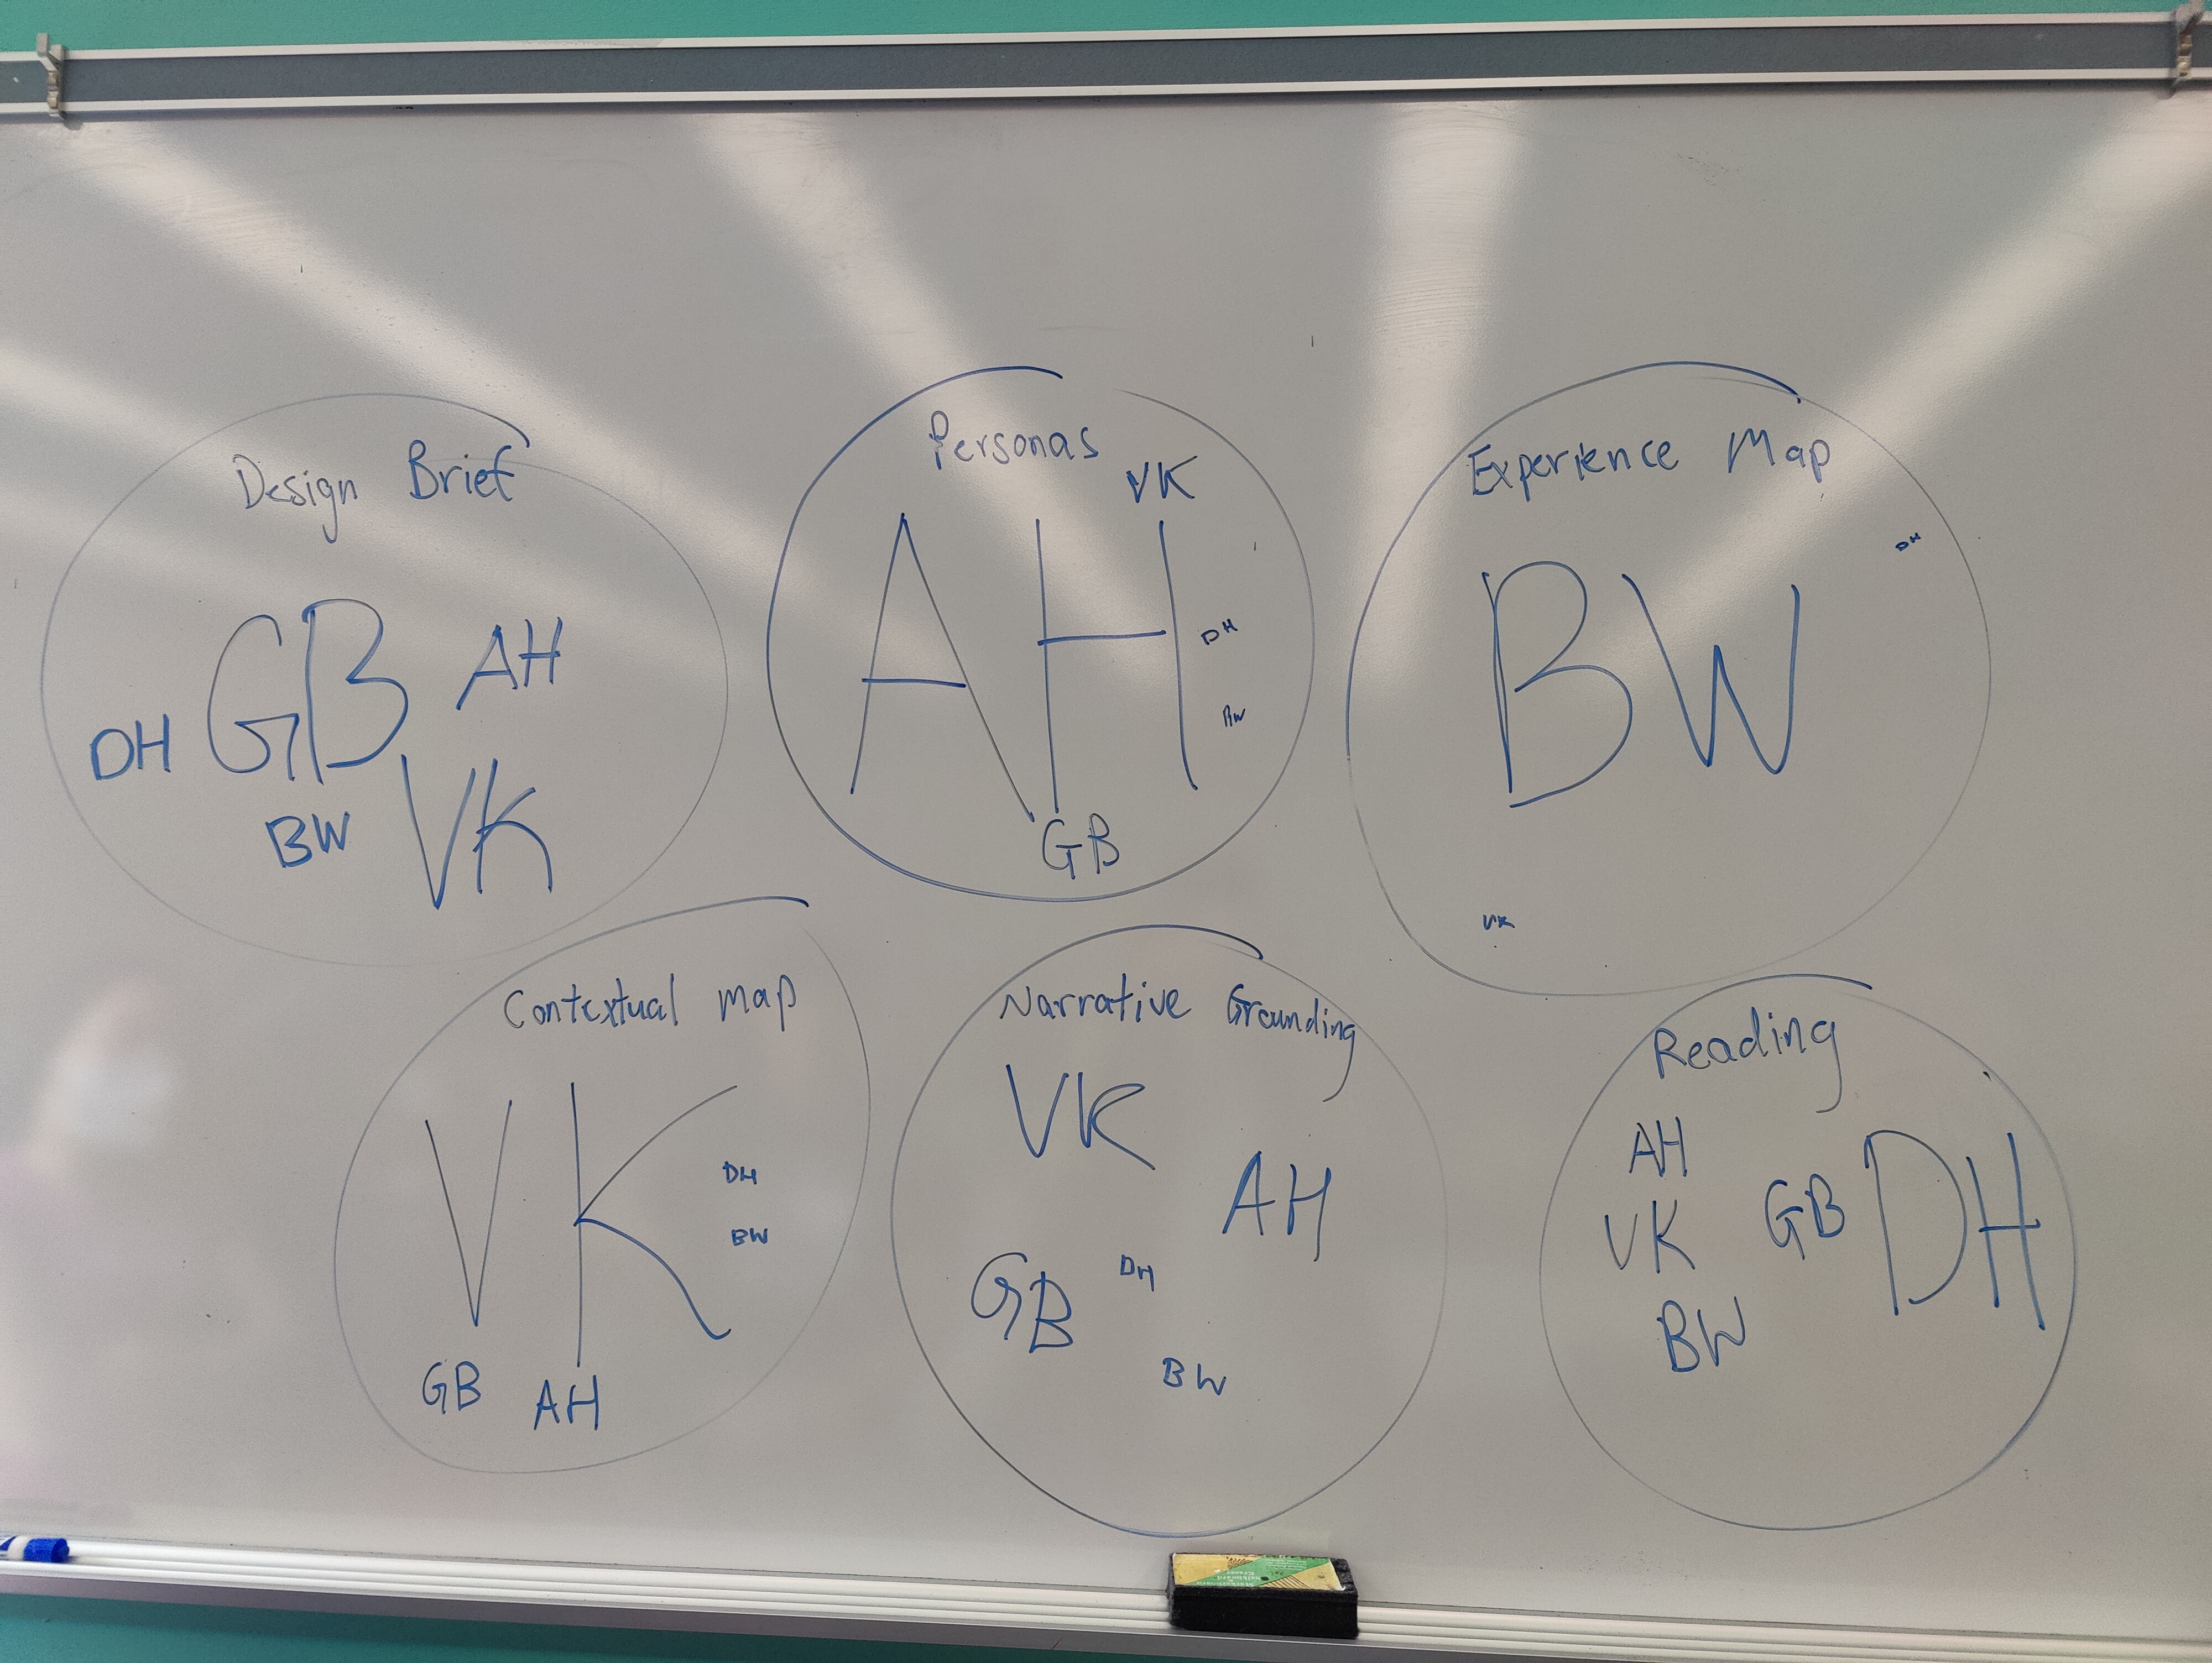 Design Brief
GB AH
DH
BW VK
Personas
VK
AH
DH
BW
GB
Experience Map
DH
BW
VK
Contextual map
VK
DH
BW
GB AH
Narrative Grounding
VK
AH
GB DH
BW
Reading
AH
VK GB DH
BW